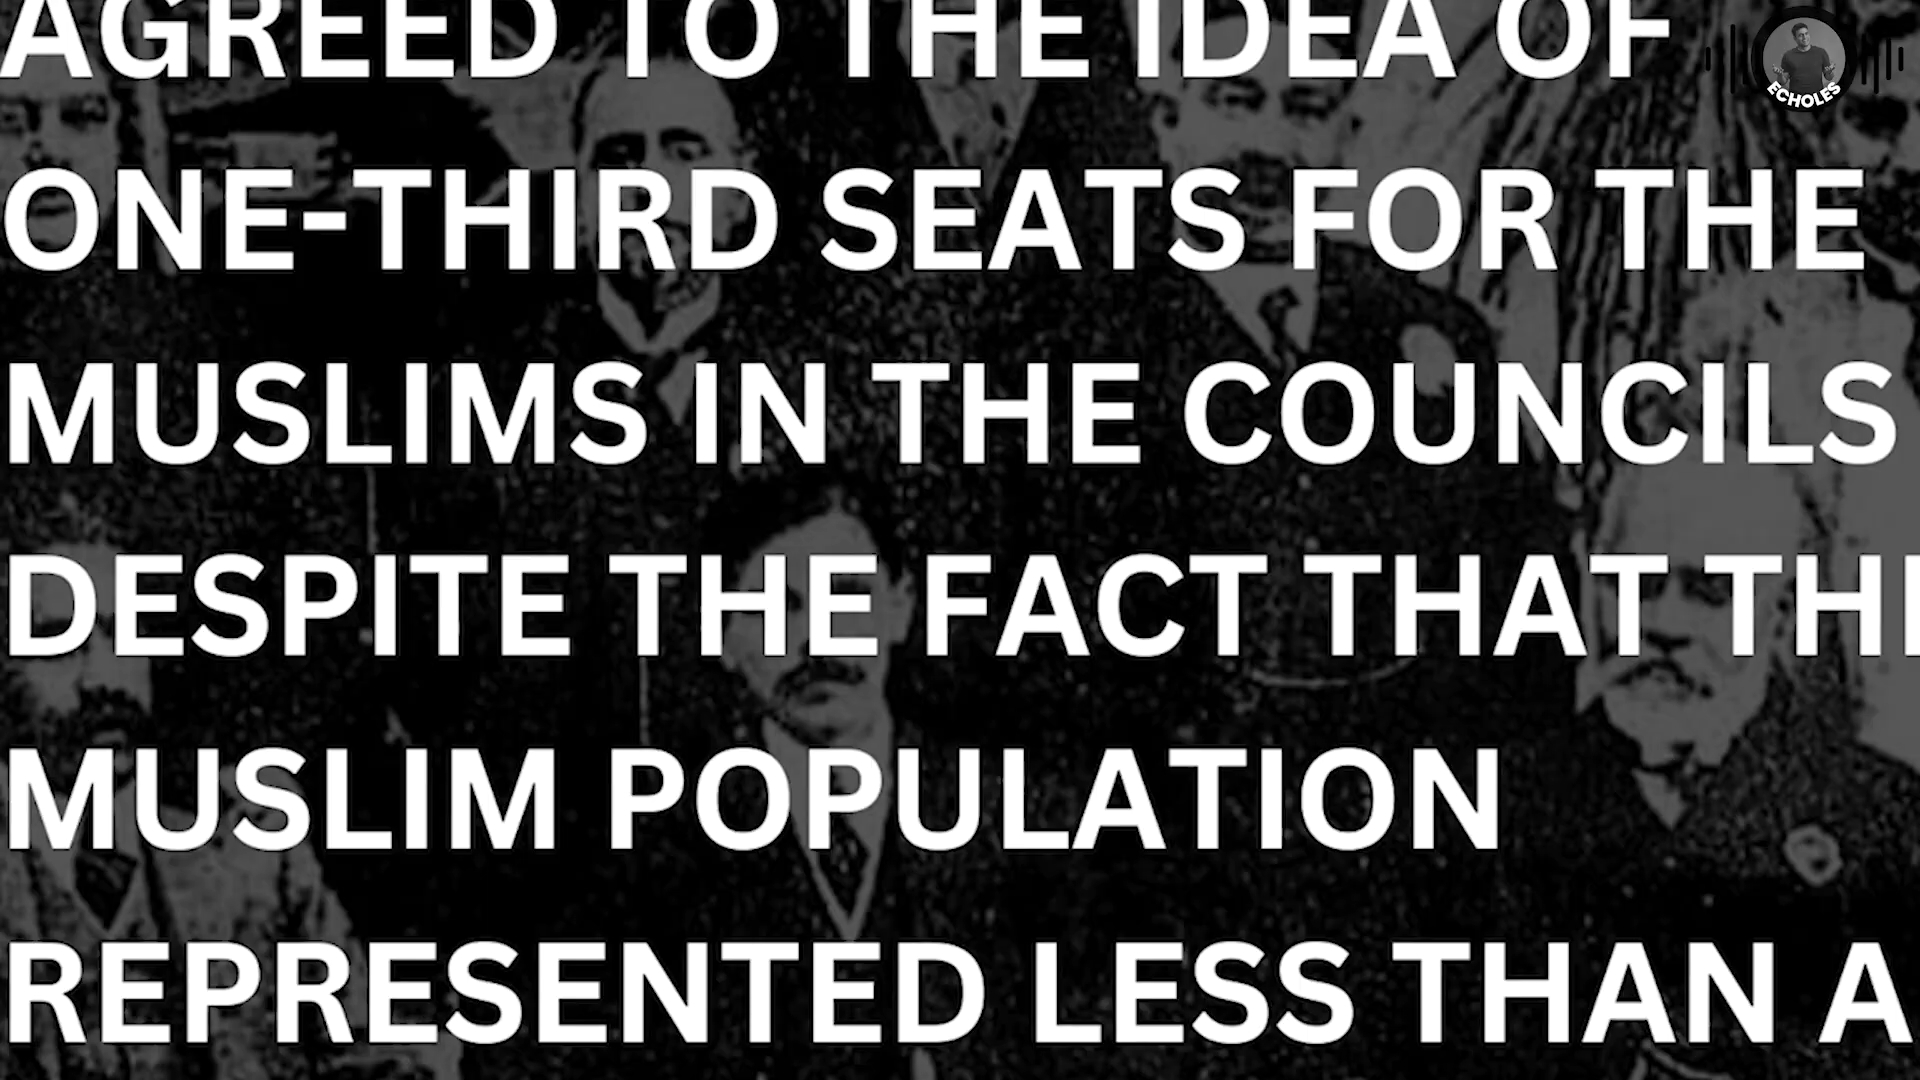 AGREED TO THE IDEA OF
ONE-THIRD SEATS FOR THE
MUSLIMS IN THE COUNCILS
DESPITE THE FACT THAT THE
MUSLIM POPULATION
REPRESENTED LESS THAN A
ECHOLES